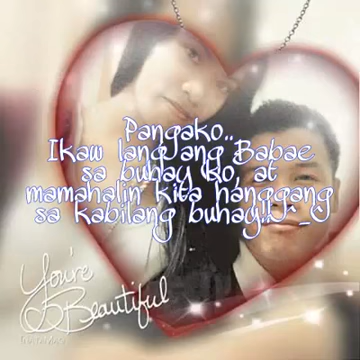 Pangako..
Ikaw lang ang Babae
sa buhay ko, at
mamahalin kita hanggang
sa kabilang buhay!!^_^
You're
Beautiful